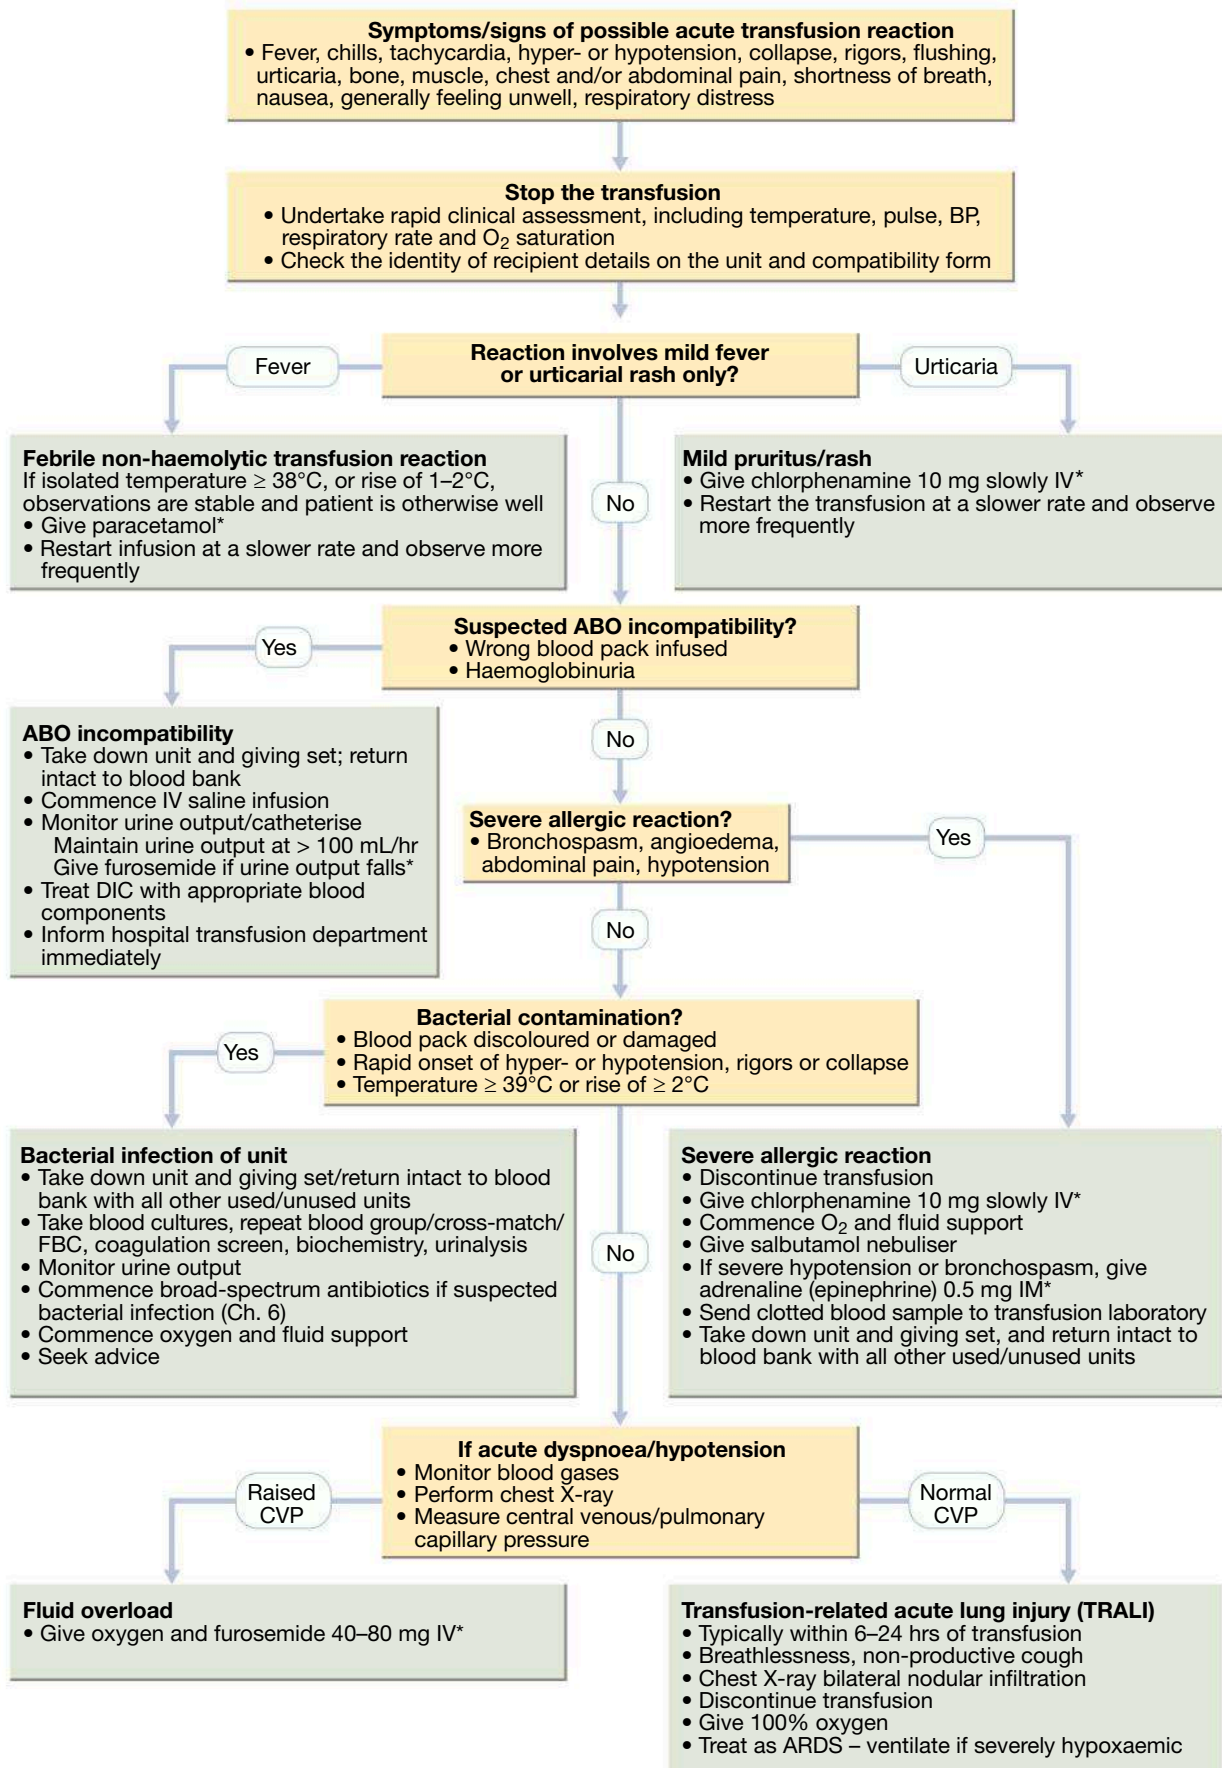 Symptoms/signs of possible acute transfusion reaction
• Fever, chills, tachycardia, hyper- or hypotension, collapse, rigors, flushing,
urticaria, bone, muscle, chest and/or abdominal pain, shortness of breath,
nausea, generally feeling unwell, respiratory distress
Stop the transfusion
• Undertake rapid clinical assessment, including temperature, pulse, BP,
respiratory rate and O₂ saturation
• Check the identity of recipient details on the unit and compatibility form
Reaction involves mild fever
or urticarial rash only?
Fever
Urticaria
Febrile non-haemolytic transfusion reaction
If isolated temperature ≥ 38°C, or rise of 1–2°C,
observations are stable and patient is otherwise well
• Give paracetamol*
• Restart infusion at a slower rate and observe more
frequently
No
Mild pruritus/rash
• Give chlorphenamine 10 mg slowly IV*
• Restart the transfusion at a slower rate and observe
more frequently
Suspected ABO incompatibility?
• Wrong blood pack infused
• Haemoglobinuria
Yes
No
ABO incompatibility
• Take down unit and giving set; return
intact to blood bank
• Commence IV saline infusion
• Monitor urine output/catheterise
Maintain urine output at > 100 mL/hr
Give furosemide if urine output falls*
• Treat DIC with appropriate blood
components
• Inform hospital transfusion department
immediately
Severe allergic reaction?
• Bronchospasm, angioedema,
abdominal pain, hypotension
Yes
No
Bacterial contamination?
• Blood pack discoloured or damaged
• Rapid onset of hyper- or hypotension, rigors or collapse
• Temperature ≥ 39°C or rise of ≥ 2°C
Yes
No
Bacterial infection of unit
• Take down unit and giving set/return intact to blood
bank with all other used/unused units
• Take blood cultures, repeat blood group/cross-match/
FBC, coagulation screen, biochemistry, urinalysis
• Monitor urine output
• Commence broad-spectrum antibiotics if suspected
bacterial infection (Ch. 6)
• Commence oxygen and fluid support
• Seek advice
Severe allergic reaction
• Discontinue transfusion
• Give chlorphenamine 10 mg slowly IV*
• Commence O₂ and fluid support
• Give salbutamol nebuliser
• If severe hypotension or bronchospasm, give
adrenaline (epinephrine) 0.5 mg IM*
• Send clotted blood sample to transfusion laboratory
• Take down unit and giving set, and return intact to
blood bank with all other used/unused units
If acute dyspnoea/hypotension
• Monitor blood gases
• Perform chest X-ray
• Measure central venous/pulmonary
capillary pressure
Raised
CVP
Normal
CVP
Fluid overload
• Give oxygen and furosemide 40–80 mg IV*
Transfusion-related acute lung injury (TRALI)
• Typically within 6–24 hrs of transfusion
• Breathlessness, non-productive cough
• Chest X-ray bilateral nodular infiltration
• Discontinue transfusion
• Give 100% oxygen
• Treat as ARDS – ventilate if severely hypoxaemic